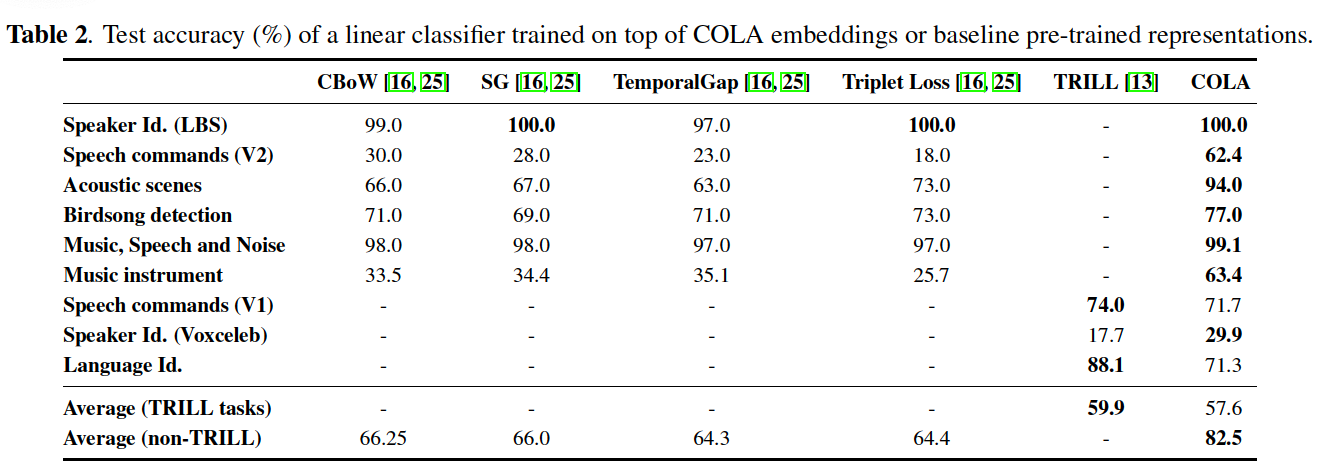 Table 2. Test accuracy (%) of a linear classifier trained on top of COLA embeddings or baseline pre-trained representations.
CBoW [16, 25] SG [16, 25] TemporalGap [16, 25] Triplet Loss [16, 25] TRILL [13] COLA
Speaker Id. (LBS) 99.0 100.0 97.0 100.0 - 100.0
Speech commands (V2) 30.0 28.0 23.0 18.0 - 62.4
Acoustic scenes 66.0 67.0 63.0 73.0 - 94.0
Birdsong detection 71.0 69.0 71.0 73.0 - 77.0
Music, Speech and Noise 98.0 98.0 97.0 97.0 - 99.1
Music instrument 33.5 34.4 35.1 25.7 - 63.4
Speech commands (V1) - - - - 74.0 71.7
Speaker Id. (Voxceleb) - - - - 17.7 29.9
Language Id. - - - - 88.1 71.3
Average (TRILL tasks) - - - - 59.9 57.6
Average (non-TRILL) 66.25 66.0 64.3 64.4 - 82.5